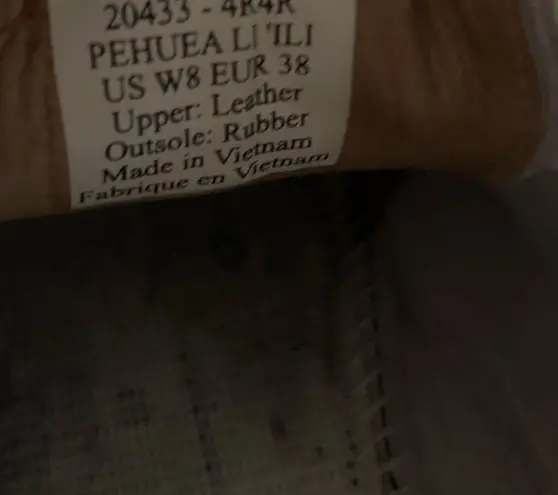 20433 - 4R4R
PEHUEA LI 'ILI
US W8 EUR 38
Upper: Leather
Outsole: Rubber
Made in Vietnam
Fabrique en Vietnam